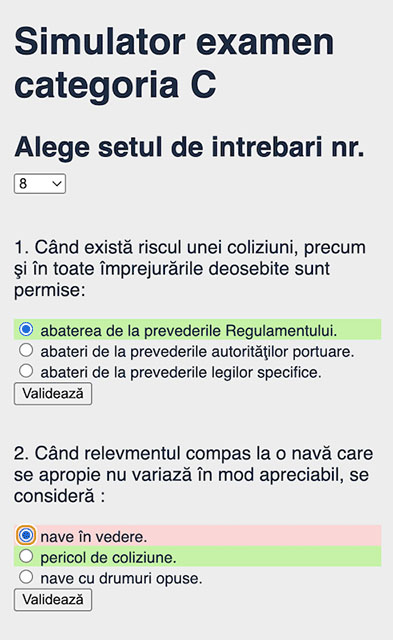 Simulator examen
categoria C
Alege setul de intrebari nr.
8
1. Când există riscul unei coliziuni, precum
şi în toate împrejurările deosebite sunt
permise:
abaterea de la prevederile Regulamentului.
abateri de la prevederile autorităţilor portuare.
abateri de la prevederile legilor specifice.
Validează
2. Când relevmentul compas la o navă care
se apropie nu variază în mod apreciabil, se
consideră :
nave în vedere.
pericol de coliziune.
nave cu drumuri opuse.
Validează